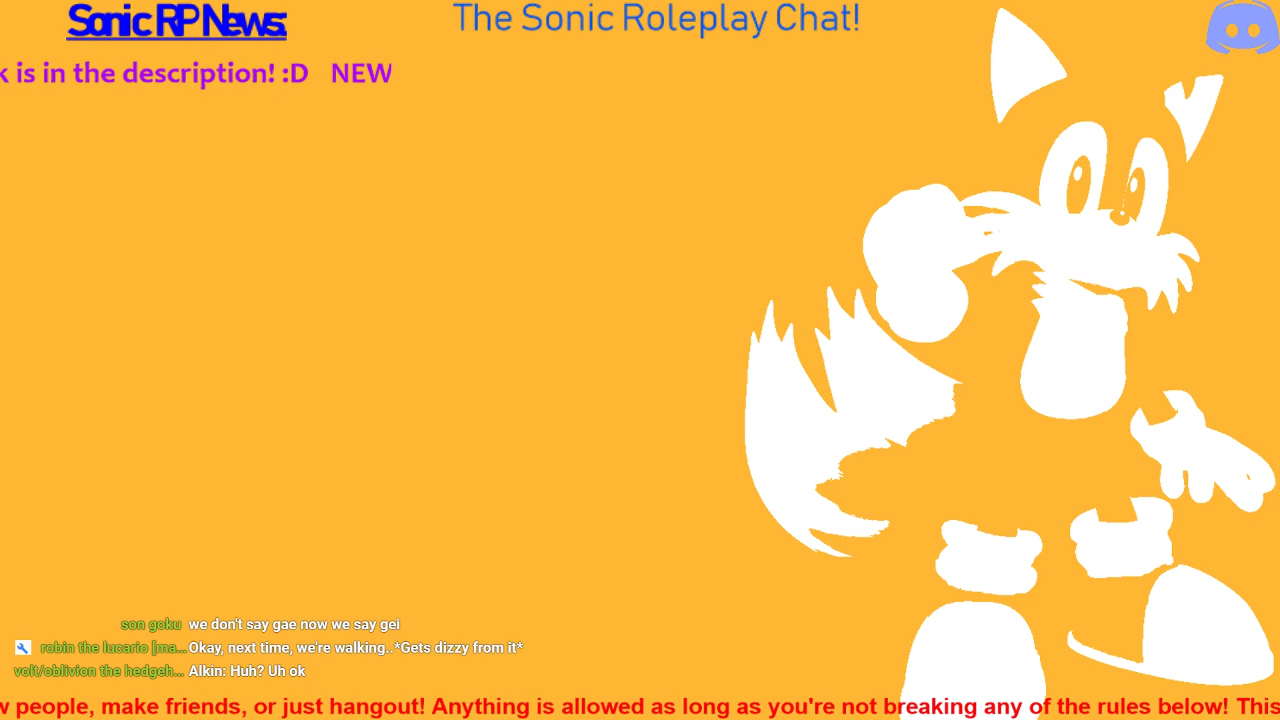 Sonic RP News:
The Sonic Roleplay Chat!
k is in the description! :D NEW
son goku we don't say gae now we say gei
robin the lucario [ma... Okay, next time, we're walking..*Gets dizzy from it*
volt/oblivion the hedgeh... Alkin: Huh? Uh ok
w people, make friends, or just hangout! Anything is allowed as long as you're not breaking any of the rules below! This